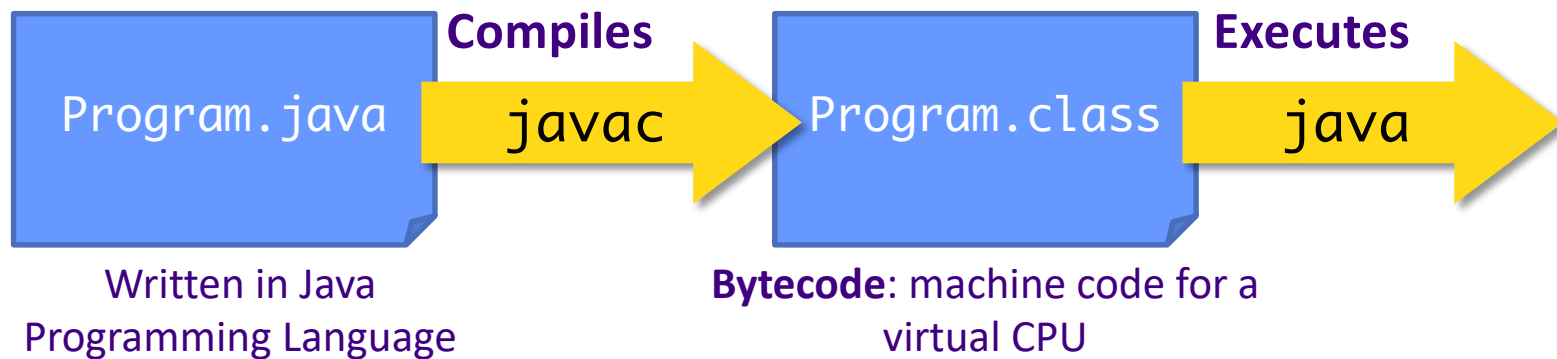 Compiles
Executes
Program.java
javac
Program.class
java
Written in Java
Programming Language
Bytecode: machine code for a
virtual CPU